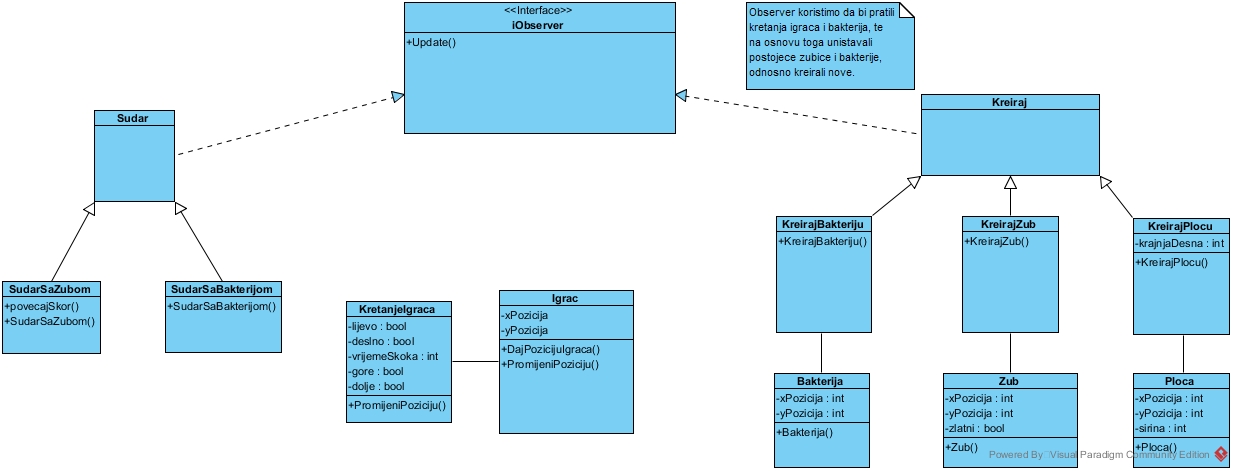 <<Interface>>
iObserver
+Update()
Observer koristimo da bi pratili
kretanja igraca i bakterija, te
na osnovu toga unistavali
postojece zubice i bakterije,
odnosno kreirali nove.
Sudar
Kreiraj
SudarSaZubom
+povecajSkor()
+SudarSaZubom()
SudarSaBakterijom
+SudarSaBakterijom()
KretanjeIgraca
-lijevo : bool
-deslno : bool
-vrijemeSkoka : int
-gore : bool
-dolje : bool
+PromijeniPoziciju()
Igrac
-xPozicija
-yPozicija
+DajPozicijuIgraca()
+PromijeniPoziciju()
KreirajBakteriju
+KreirajBakteriju()
KreirajZub
+KreirajZub()
KreirajPlocu
-krajnjaDesna : int
+KreirajPlocu()
Bakterija
-xPozicija : int
-yPozicija : int
+Bakterija()
Zub
-xPozicija : int
-yPozicija : int
-zlatni : bool
+Zub()
Ploca
-xPozicija : int
-yPozicija : int
-sirina : int
+Ploca()
Powered By Visual Paradigm Community Edition